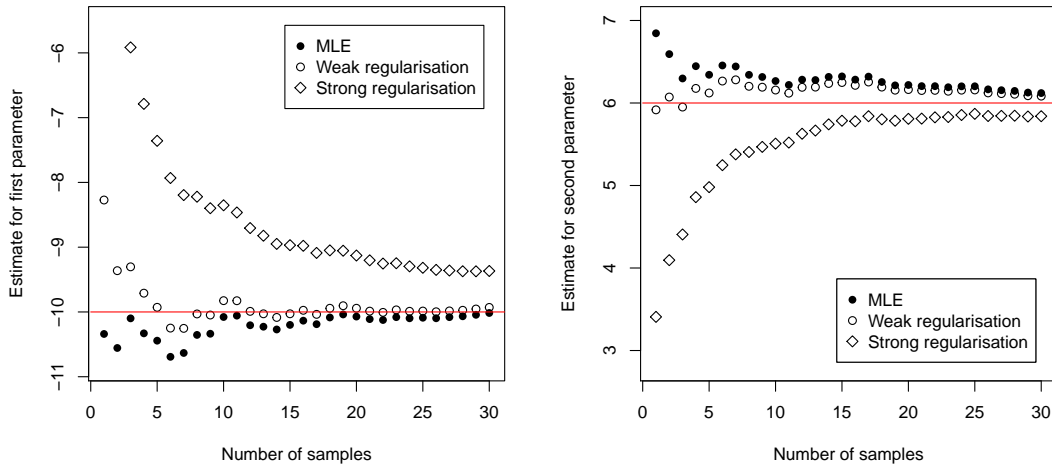 Estimate for first parameter
-6
-7
-8
-9
-10
-11
MLE
Weak regularisation
Strong regularisation
0 5 10 15 20 25 30
Number of samples
Estimate for second parameter
7
6
5
4
3
MLE
Weak regularisation
Strong regularisation
0 5 10 15 20 25 30
Number of samples